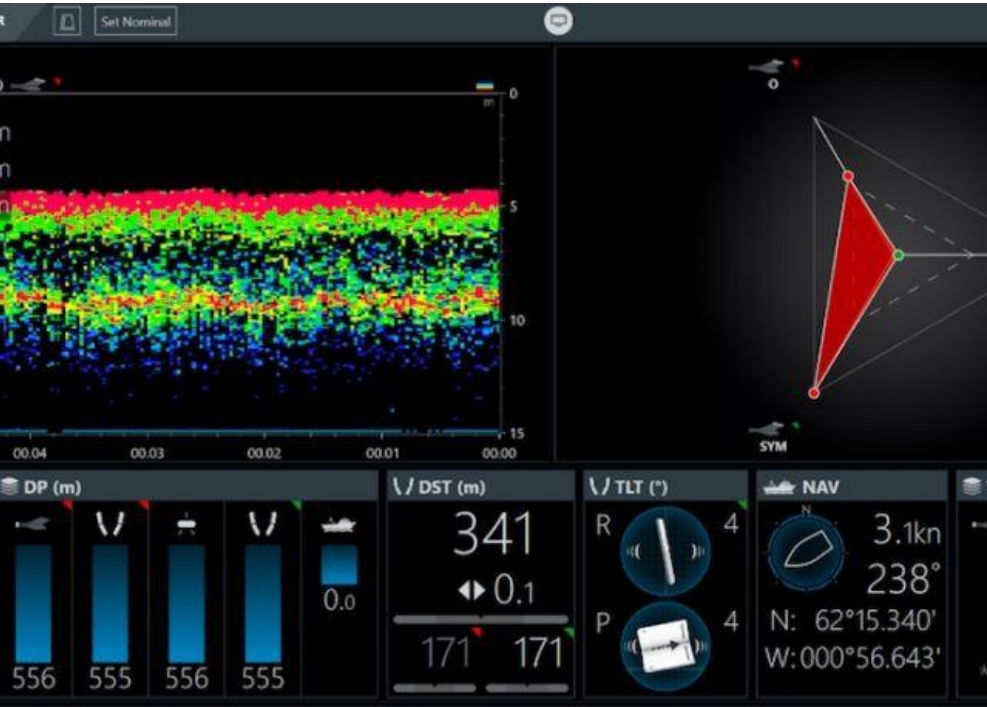 R
Set Nominal
0
m
m
m
m
5
10
15
00.04
00.03
00.02
00.01
00.00
0
SYM
DP (m)
556
555
556
555
0.0
DST (m)
341
0.1
171
171
TLT (°)
R
4
P
4
NAV
N
3.1kn
238°
N: 62°15.340'
W:000°56.643'